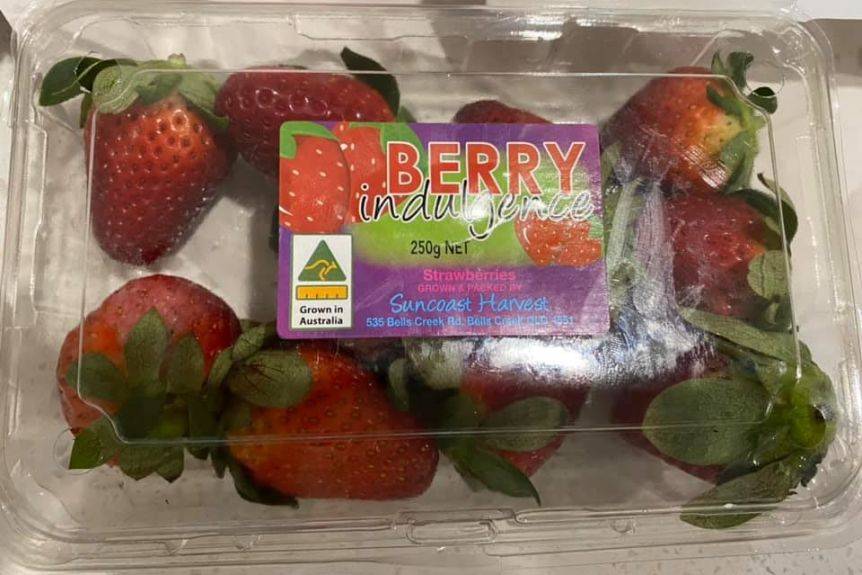 BERRY
indulgence
250g NET
Strawberries
GROWN & PACKED BY
Suncoast Harvest
535 Bells Creek Rd, Bells Creek QLD 4551
Grown in
Australia